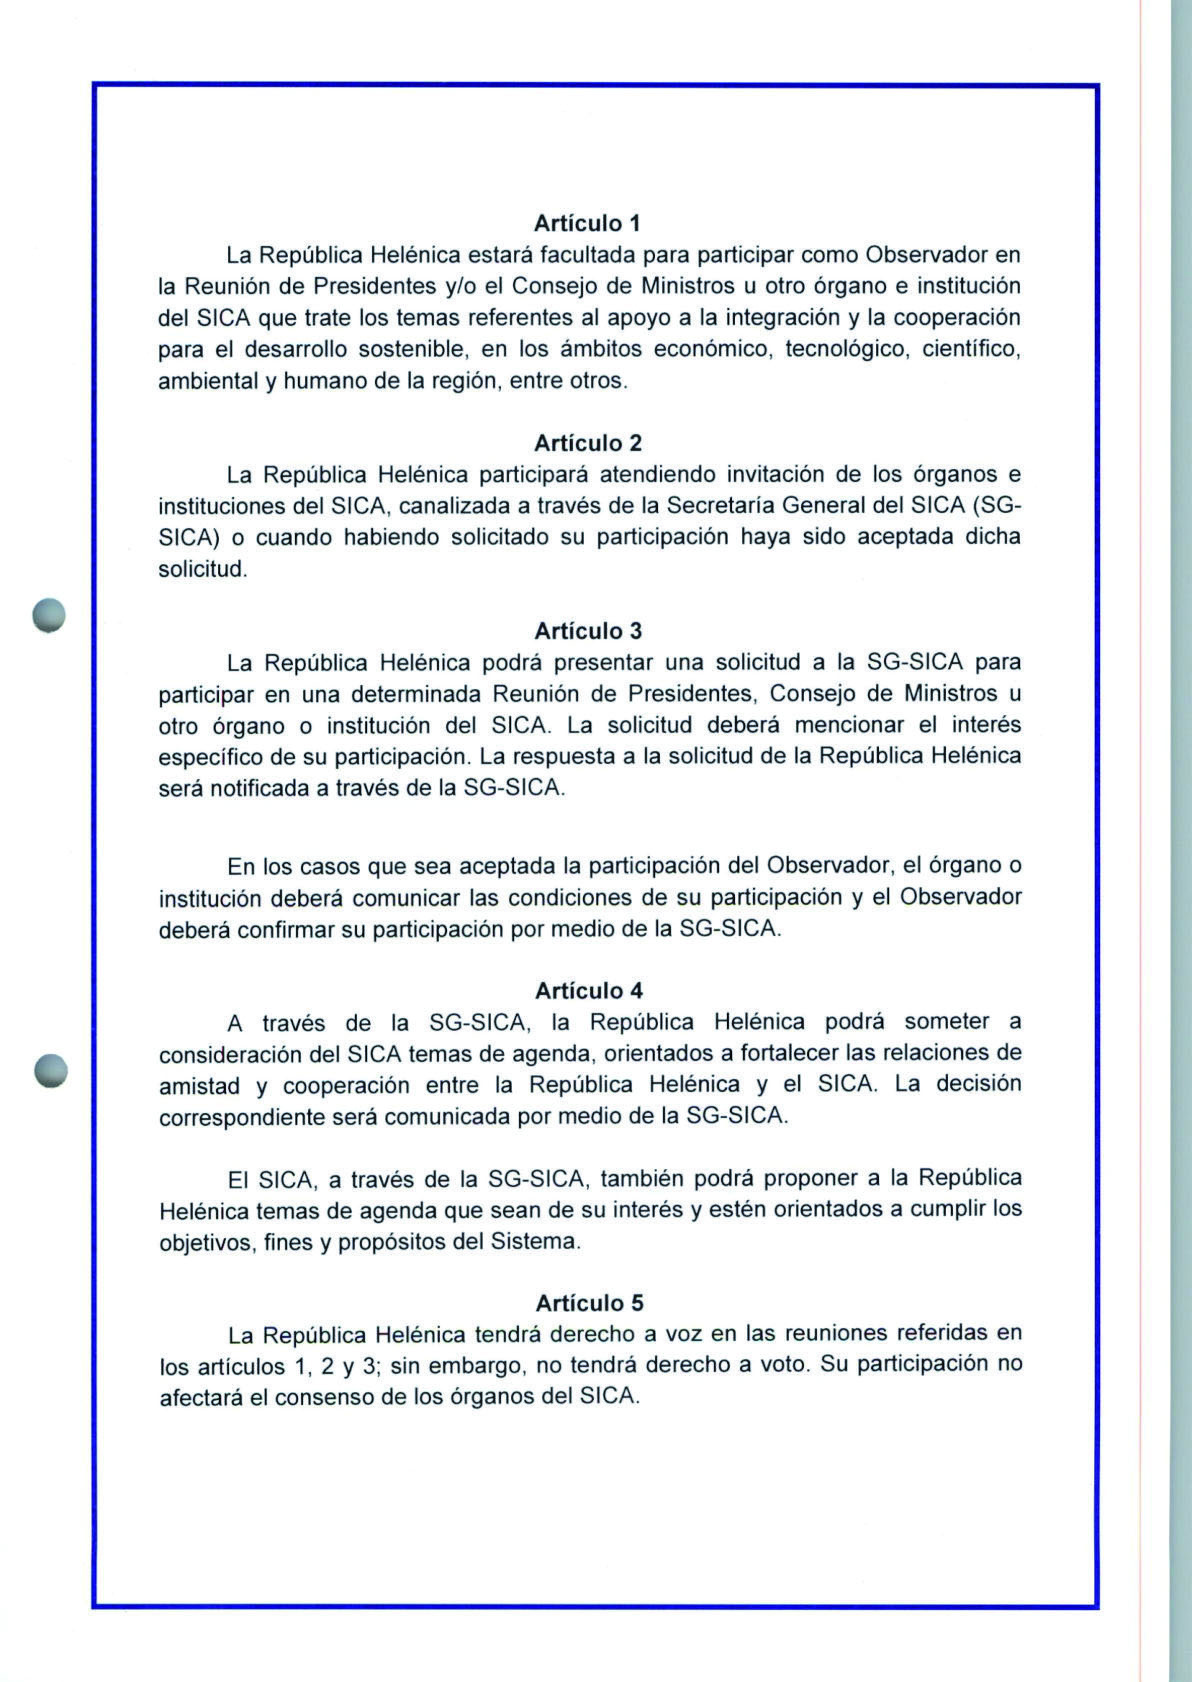 Artículo 1
La República Helénica estará facultada para participar como Observador en
la Reunión de Presidentes y/o el Consejo de Ministros u otro órgano e institución
del SICA que trate los temas referentes al apoyo a la integración y la cooperación
para el desarrollo sostenible, en los ámbitos económico, tecnológico, científico,
ambiental y humano de la región, entre otros.
Artículo 2
La República Helénica participará atendiendo invitación de los órganos e
instituciones del SICA, canalizada a través de la Secretaría General del SICA (SG-
SICA) o cuando habiendo solicitado su participación haya sido aceptada dicha
solicitud.
Artículo 3
La República Helénica podrá presentar una solicitud a la SG-SICA para
participar en una determinada Reunión de Presidentes, Consejo de Ministros u
otro órgano o institución del SICA. La solicitud deberá mencionar el interés
específico de su participación. La respuesta a la solicitud de la República Helénica
será notificada a través de la SG-SICA.
En los casos que sea aceptada la participación del Observador, el órgano o
institución deberá comunicar las condiciones de su participación y el Observador
deberá confirmar su participación por medio de la SG-SICA.
Artículo 4
A través de la SG-SICA, la República Helénica podrá someter a
consideración del SICA temas de agenda, orientados a fortalecer las relaciones de
amistad y cooperación entre la República Helénica y el SICA. La decisión
correspondiente será comunicada por medio de la SG-SICA.
El SICA, a través de la SG-SICA, también podrá proponer a la República
Helénica temas de agenda que sean de su interés y estén orientados a cumplir los
objetivos, fines y propósitos del Sistema.
Artículo 5
La República Helénica tendrá derecho a voz en las reuniones referidas en
los artículos 1, 2 y 3; sin embargo, no tendrá derecho a voto. Su participación no
afectará el consenso de los órganos del SICA.